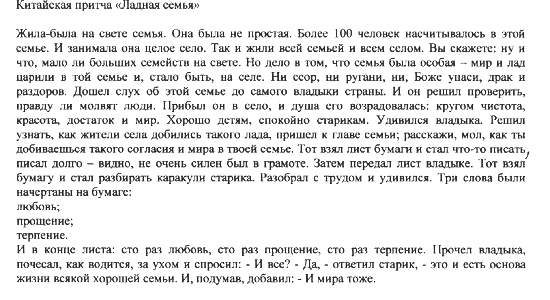 Китайская притча «Ладная семья»
Жила-была на свете семья. Она была не простая. Более 100 человек насчитывалось в этой
семье. И занимала она целое село. Так и жили всей семьей и всем селом. Вы скажете: ну и
что, мало ли больших семейств на свете. Но дело в том, что семья была особая – мир и лад
царили в той семье и, стало быть, на селе. Ни ссор, ни ругани, ни, Боже упаси, драк и
раздоров. Дошел слух об этой семье до самого владыки страны. И он решил проверить,
правду ли молвят люди. Прибыл он в село, и душа его возрадовалась: кругом чистота,
красота, достаток и мир. Хорошо детям, спокойно старикам. Удивился владыка. Решил
узнать, как жители села добились такого лада, пришел к главе семьи; расскажи, мол, как ты
добиваешься такого согласия и мира в твоей семье. Тот взял лист бумаги и стал что-то писать,
писал долго – видно, не очень силен был в грамоте. Затем передал лист владыке. Тот взял
бумагу и стал разбирать каракули старика. Разобрал с трудом и удивился. Три слова были
начертаны на бумаге:
любовь;
прощение;
терпение.
И в конце листа: сто раз любовь, сто раз прощение, сто раз терпение. Прочел владыка,
почесал, как водится, за ухом и спросил: - И все? - Да, - ответил старик, - это и есть основа
жизни всякой хорошей семьи. И, подумав, добавил: - И мира тоже.